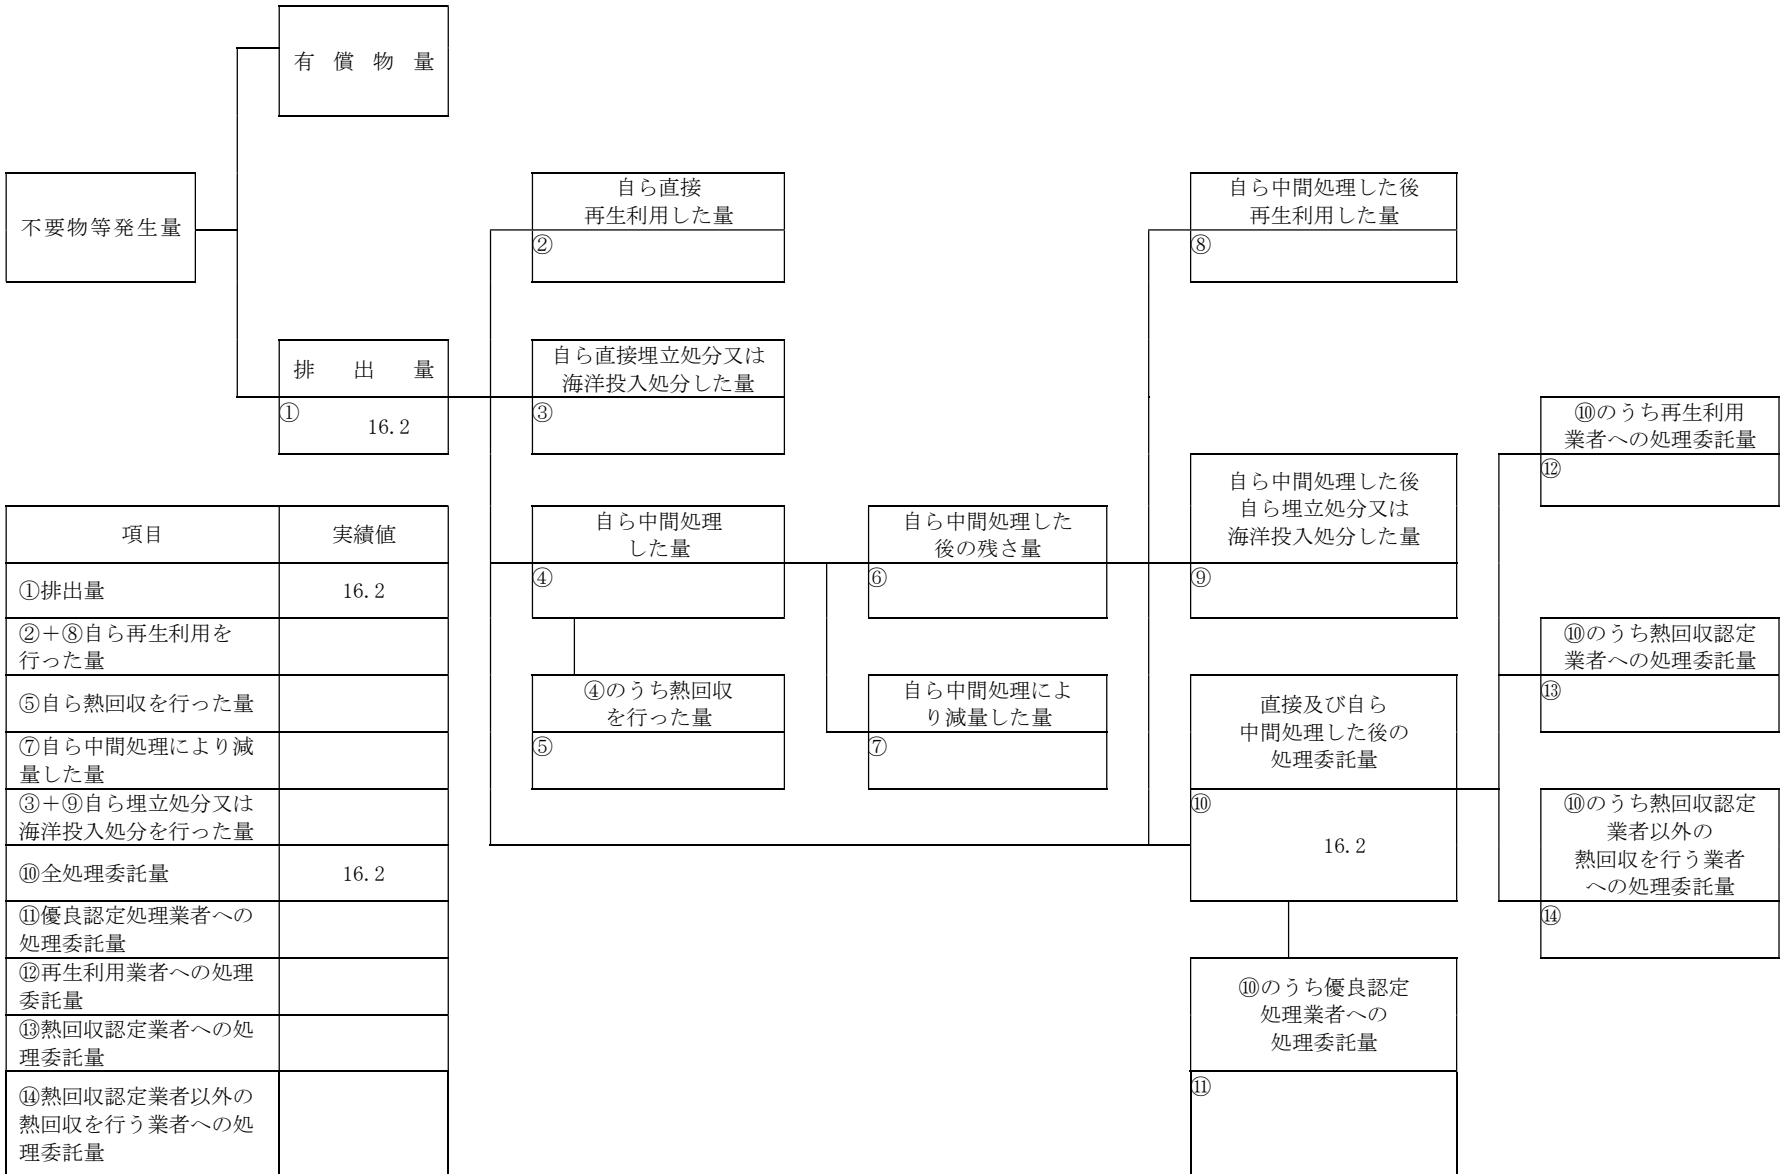 有償物量
不要物等発生量
自ら直接
再生利用した量
②
自ら中間処理した後
再生利用した量
⑧
排出量
①
16.2
自ら直接埋立処分又は
海洋投入処分した量
③
⑩のうち再生利用
業者への処理委託量
⑫
自ら中間処理
した量
④
自ら中間処理した
後の残さ量
⑥
自ら中間処理した後
自ら埋立処分又は
海洋投入処分した量
⑨
⑩のうち熱回収認定
業者への処理委託量
⑬
④のうち熱回収
を行った量
⑤
自ら中間処理によ
り減量した量
⑦
直接及び自ら
中間処理した後の
処理委託量
⑩
16.2
⑩のうち熱回収認定
業者以外の
熱回収を行う業者
への処理委託量
⑭
⑩のうち優良認定
処理業者への
処理委託量
⑪
項目 実績値
①排出量 16.2
②+⑧自ら再生利用を
行った量
⑤自ら熱回収を行った量
⑦自ら中間処理により減
量した量
③+⑨自ら埋立処分又は
海洋投入処分を行った量
⑩全処理委託量 16.2
⑪優良認定処理業者への
処理委託量
⑫再生利用業者への処理
委託量
⑬熱回収認定業者への処
理委託量
⑭熱回収認定業者以外の
熱回収を行う業者への処
理委託量